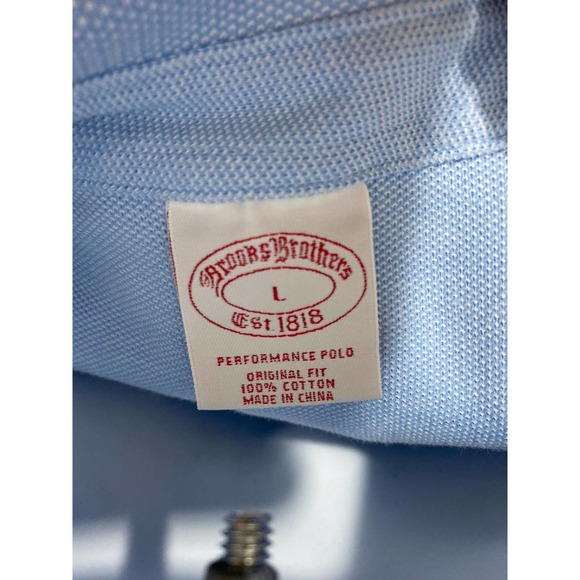 Brooks Brothers
L
Est. 1818
PERFORMANCE POLO
ORIGINAL FIT
100% COTTON
MADE IN CHINA